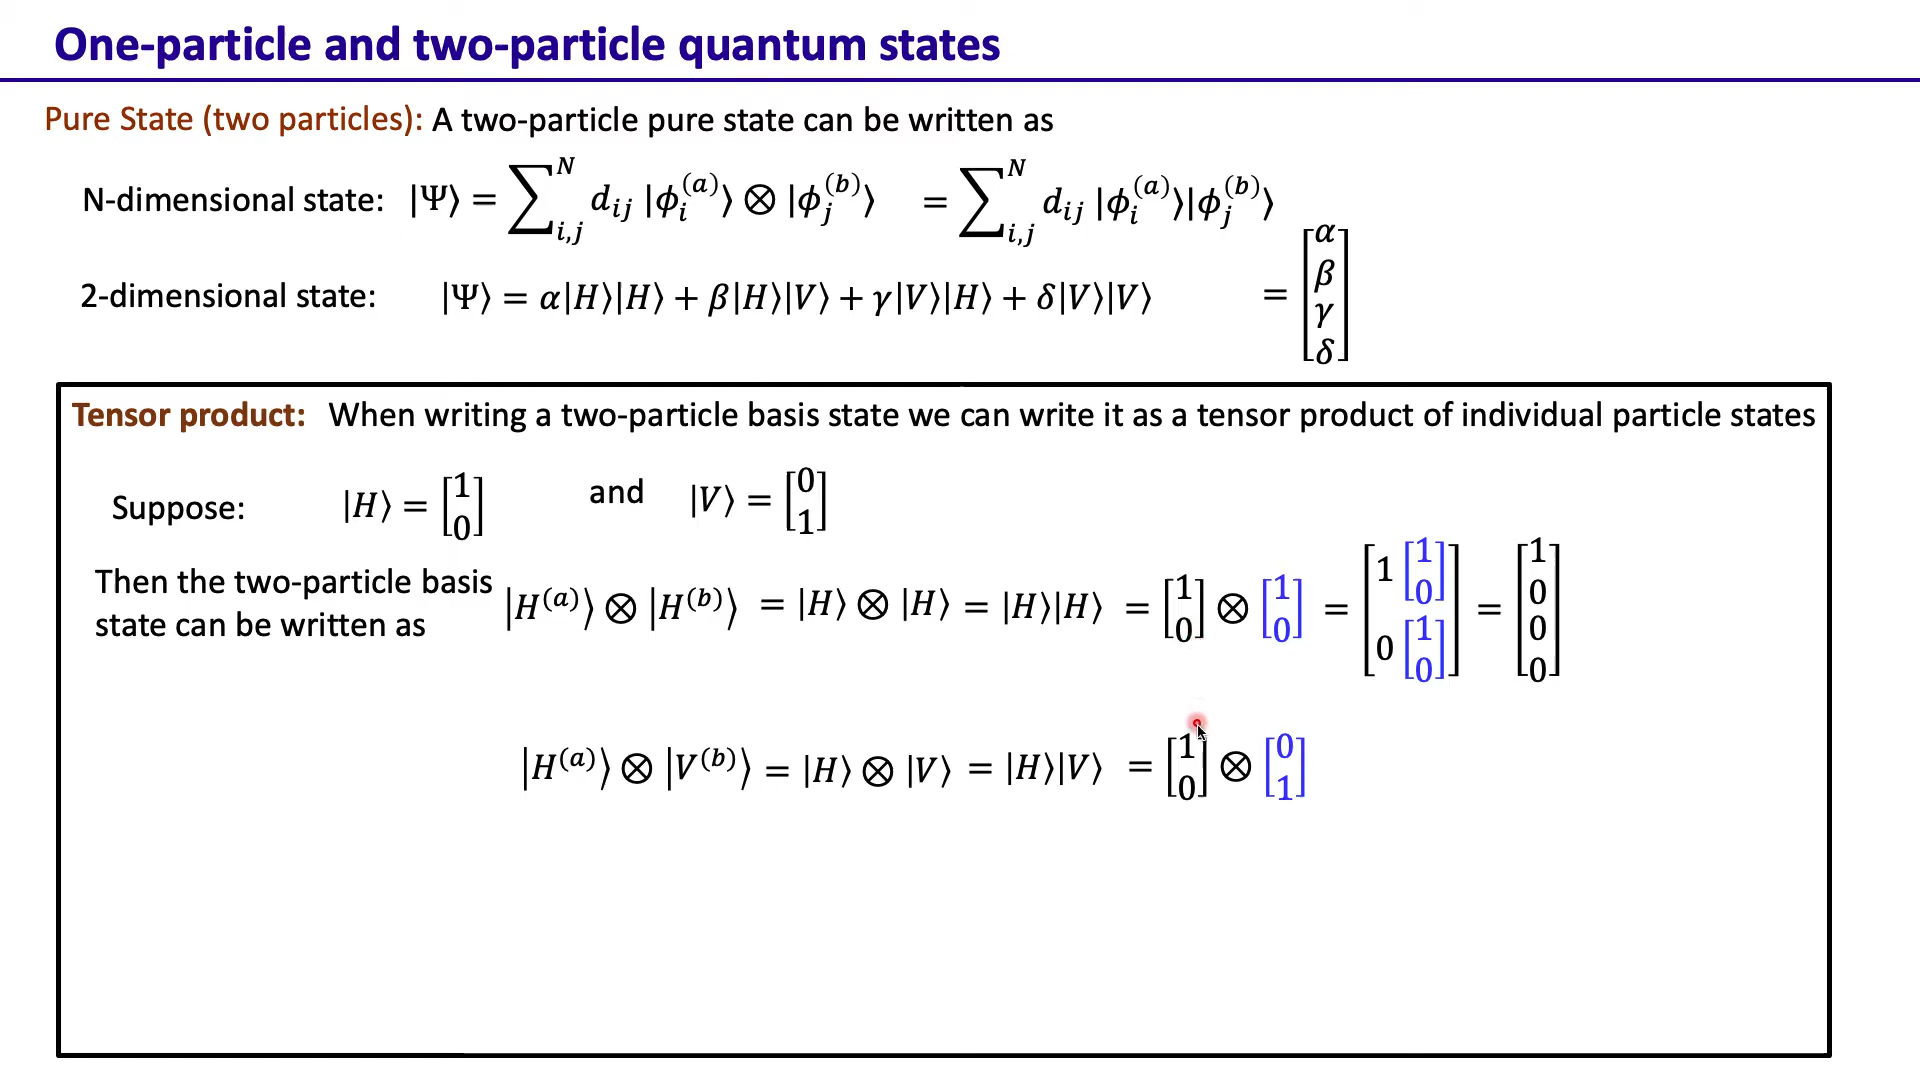 One-particle and two-particle quantum states
Pure State (two particles): A two-particle pure state can be written as
N-dimensional state: |Ψ⟩ = ∑_{i,j}^{N} d_{ij} |ϕ_i^{(a)}⟩ ⊗ |ϕ_j^{(b)}⟩ = ∑_{i,j}^{N} d_{ij} |ϕ_i^{(a)}⟩|ϕ_j^{(b)}⟩
2-dimensional state: |Ψ⟩ = α|H⟩|H⟩ + β|H⟩|V⟩ + γ|V⟩|H⟩ + δ|V⟩|V⟩ = [α β γ δ]
Tensor product: When writing a two-particle basis state we can write it as a tensor product of individual particle states
Suppose: |H⟩ = [1 0] and |V⟩ = [0 1]
Then the two-particle basis
state can be written as
|H^{(a)}⟩ ⊗ |H^{(b)}⟩ = |H⟩ ⊗ |H⟩ = |H⟩|H⟩ = [1 0] ⊗ [1 0] = [1 [1 0] 0 [1 0]] = [1 0 0 0]
|H^{(a)}⟩ ⊗ |V^{(b)}⟩ = |H⟩ ⊗ |V⟩ = |H⟩|V⟩ = [1 0] ⊗ [0 1]